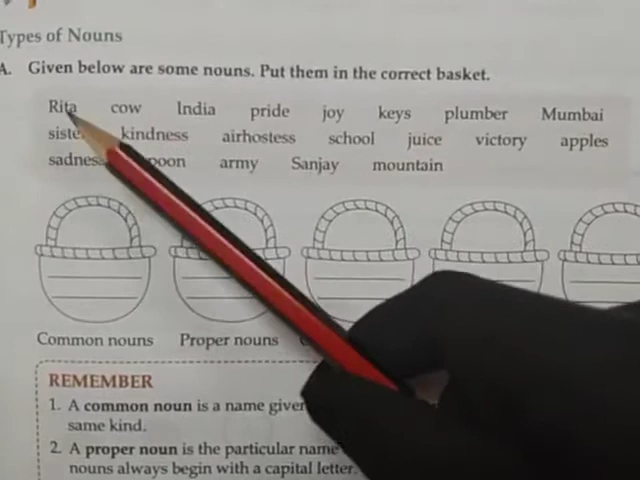 Types of Nouns
A. Given below are some nouns. Put them in the correct basket.
Rita cow India pride joy keys plumber Mumbai
sister kindness airhostess school juice victory apples
sadness spoon army Sanjay mountain
Common nouns Proper nouns
REMEMBER
1. A common noun is a name given
same kind.
2. A proper noun is the particular name
nouns always begin with a capital letter.